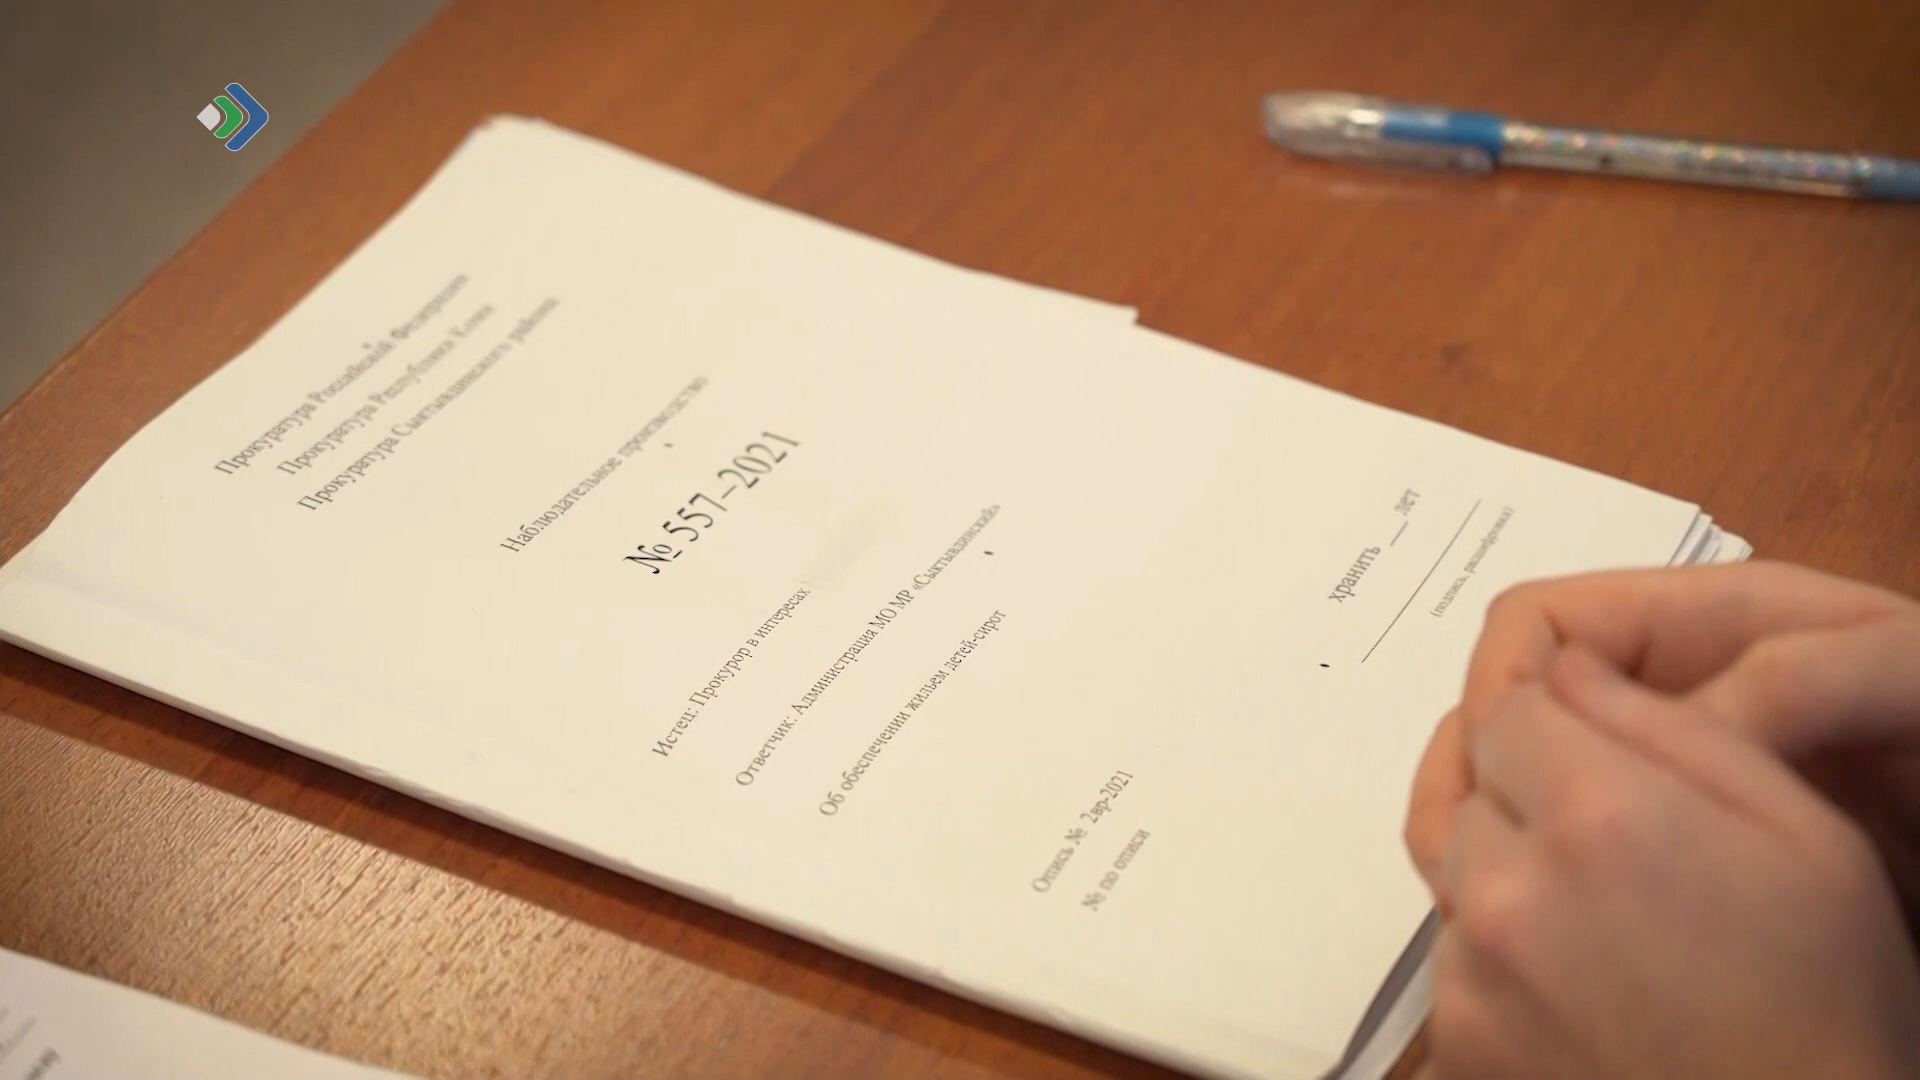 Прокуратура Российской Федерации
Прокуратура Республики Коми
Прокуратура Сыктывдинского района
Наблюдательное производство
№ 557–2021
Истец: Прокурор в интересах
Ответчик: Администрация МО МР «Сыктывдинский»
Об обеспечении жильем детей-сирот
хранить ___ лет
(подпись, расшифровка)
Опись № 2вр-2021
№ по описи